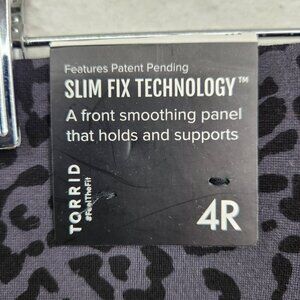 Features Patent Pending
SLIM FIX TECHNOLOGY™
A front smoothing panel
that holds and supports
TORRID
#FeelTheFit
4R